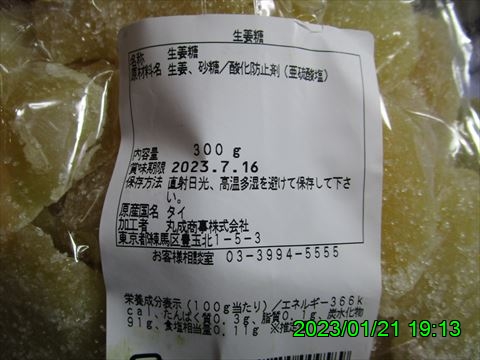 生姜糖
名称 生姜糖
原材料名 生姜、砂糖／酸化防止剤（亜硫酸塩）
内容量 300g
賞味期限 2023.7.16
保存方法 直射日光、高温多湿を避けて保存して下さ
い。
原産国名 タイ
加工者 丸成商事株式会社
東京都練馬区豊玉北1-5-3
お客様相談室 03-3994-5555
栄養成分表示（100g当たり）／エネルギー366k
cal、たんぱく質0.3g、脂質0.1g、炭水化物
91g、食塩相当量0.11g ※推定
2023/01/21 19:13